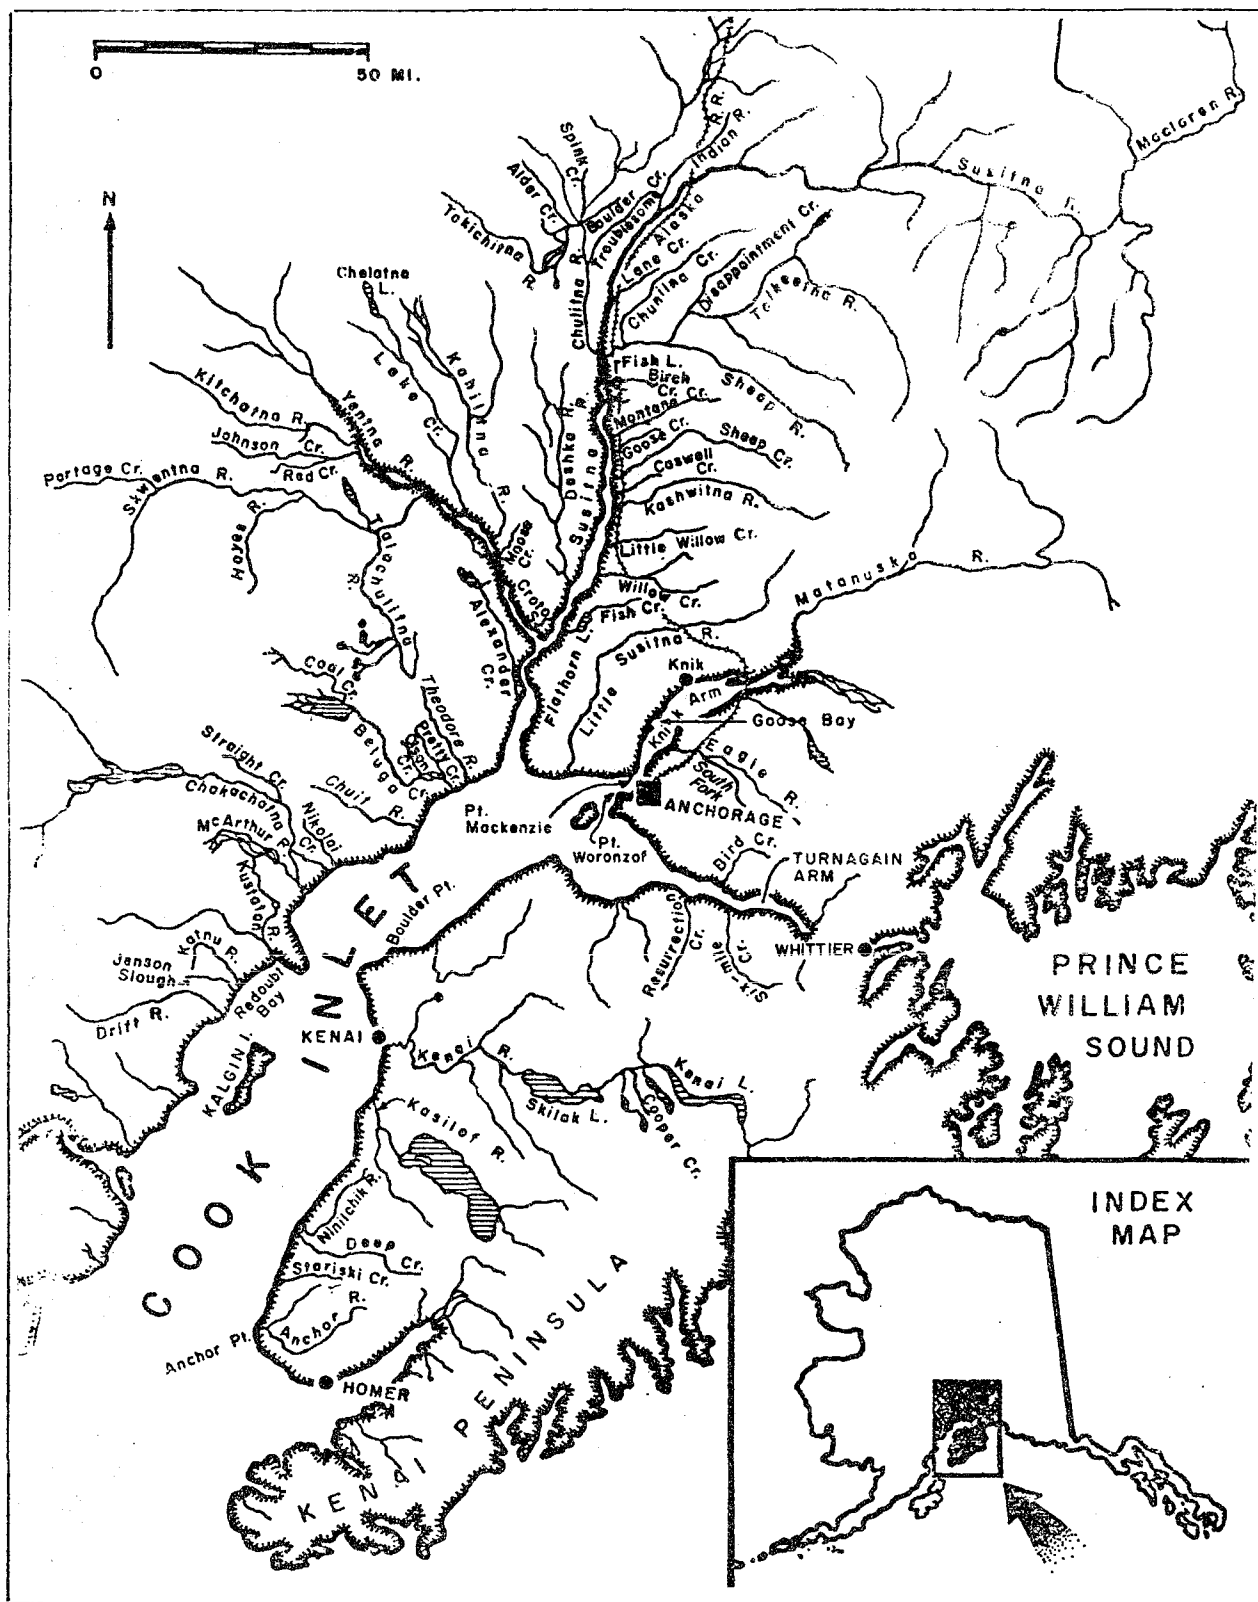 0 50 MI.
N
Maclaren R.
Susitna R.
R. R.
Indian R.
Spink Cr.
Alder Cr.
Tokichitna R.
Boulder
Troublesome Cr.
Alaska
Lane Cr.
Chunilna Cr.
Disappointment Cr.
Talkeetna R.
Chulitna R.
Chelatna L.
Lake Cr.
Kahiltna R.
Yentna R.
Kitchatna R.
Johnson Cr.
Red Cr.
Portage Cr.
Skwentna R.
Hayes R.
Talachulitna R.
Deshka R.
Susitna R.
Fish L.
Birch Cr.
Sheep R.
Montana Cr.
Goose Cr.
Sheep Cr.
Caswell Cr.
Kashwitna R.
Little Willow Cr.
Willow Cr.
Fish Cr.
Moose Cr.
Croto Sl.
Alexander Cr.
Flathorn L.
Little Susitna R.
Matanuska R.
Knik
Knik Arm
Goose Bay
Eagle R.
South Fork
Coal Cr.
Beluga
Theodore R.
Pretty Cr.
Olson Cr.
Chuit R.
Straight Cr.
Chakachatna R.
McArthur R.
Nikolai Cr.
Kustatan R.
Pt. Mackenzie
Pt. Woronzof
ANCHORAGE
Bird Cr.
TURNAGAIN ARM
Boulder Pt.
Resurrection Cr.
Six-mile Cr.
WHITTIER
PRINCE
WILLIAM
SOUND
Katnu R.
Janson Slough
Redoubt Bay
Drift R.
KALGIN I.
COOK INLET
KENAI
Kenai R.
Skilak L.
Kenai L.
Cooper Cr.
Kasilof R.
Ninilchik R.
Deep Cr.
Stariski Cr.
Anchor R.
Anchor Pt.
HOMER
KENAI PENINSULA
INDEX
MAP